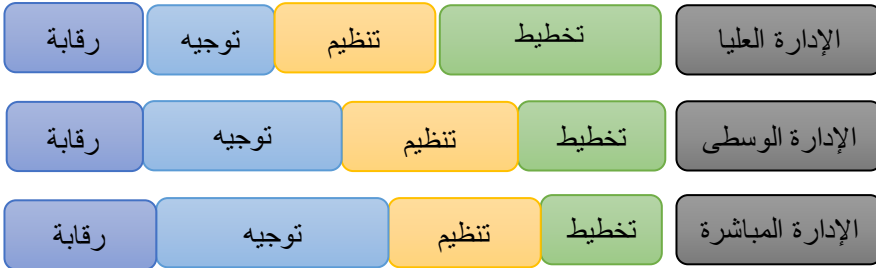 الإدارة العليا تخطيط تنظيم توجيه رقابة
الإدارة الوسطى تخطيط تنظيم توجيه رقابة
الإدارة المباشرة تخطيط تنظيم توجيه رقابة